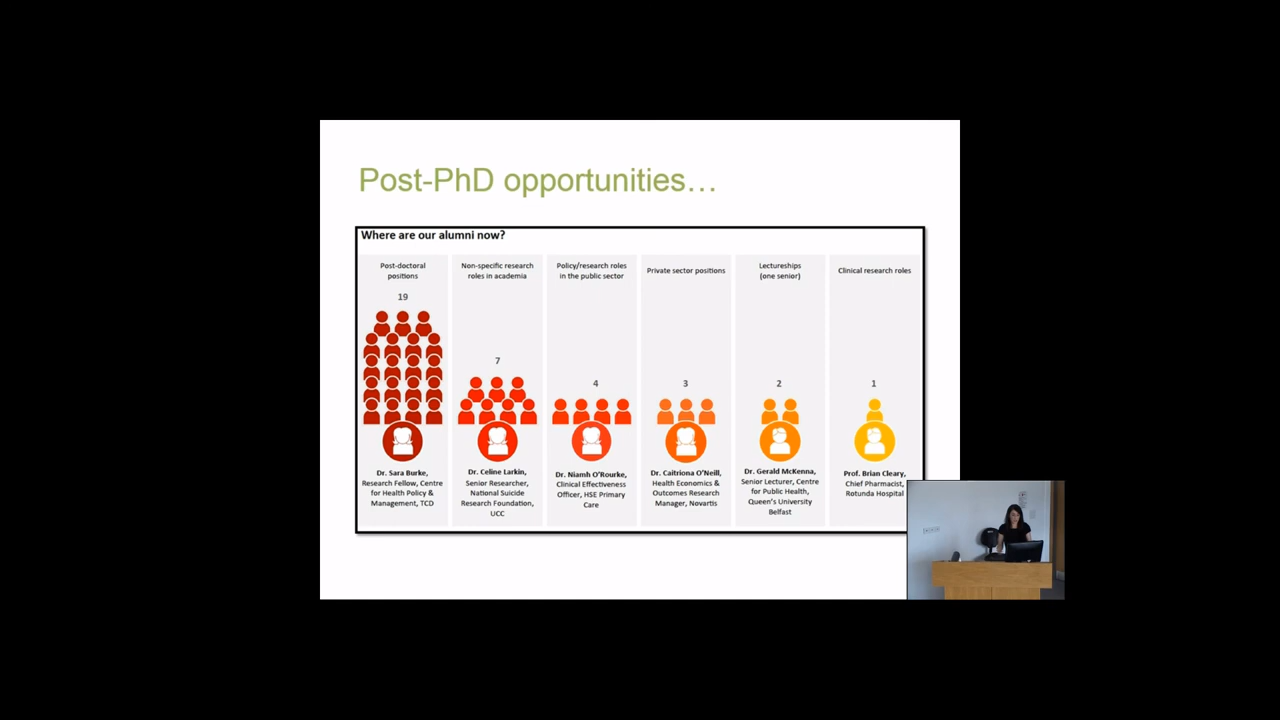 Post-PhD opportunities…
Where are our alumni now?
Post-doctoral
positions
19
Dr. Sara Burke,
Research Fellow, Centre
for Health Policy &
Management, TCD
Non-specific research
roles in academia
7
Dr. Celine Larkin,
Senior Researcher,
National Suicide
Research Foundation,
UCC
Policy/research roles
in the public sector
4
Dr. Niamh O'Rourke,
Clinical Effectiveness
Officer, HSE Primary
Care
Private sector positions
3
Dr. Caitriona O'Neill,
Health Economics &
Outcomes Research
Manager, Novartis
Lectureships
(one senior)
2
Dr. Gerald McKenna,
Senior Lecturer, Centre
for Public Health,
Queen's University
Belfast
Clinical research roles
1
Prof. Brian Cleary,
Chief Pharmacist,
Rotunda Hospital